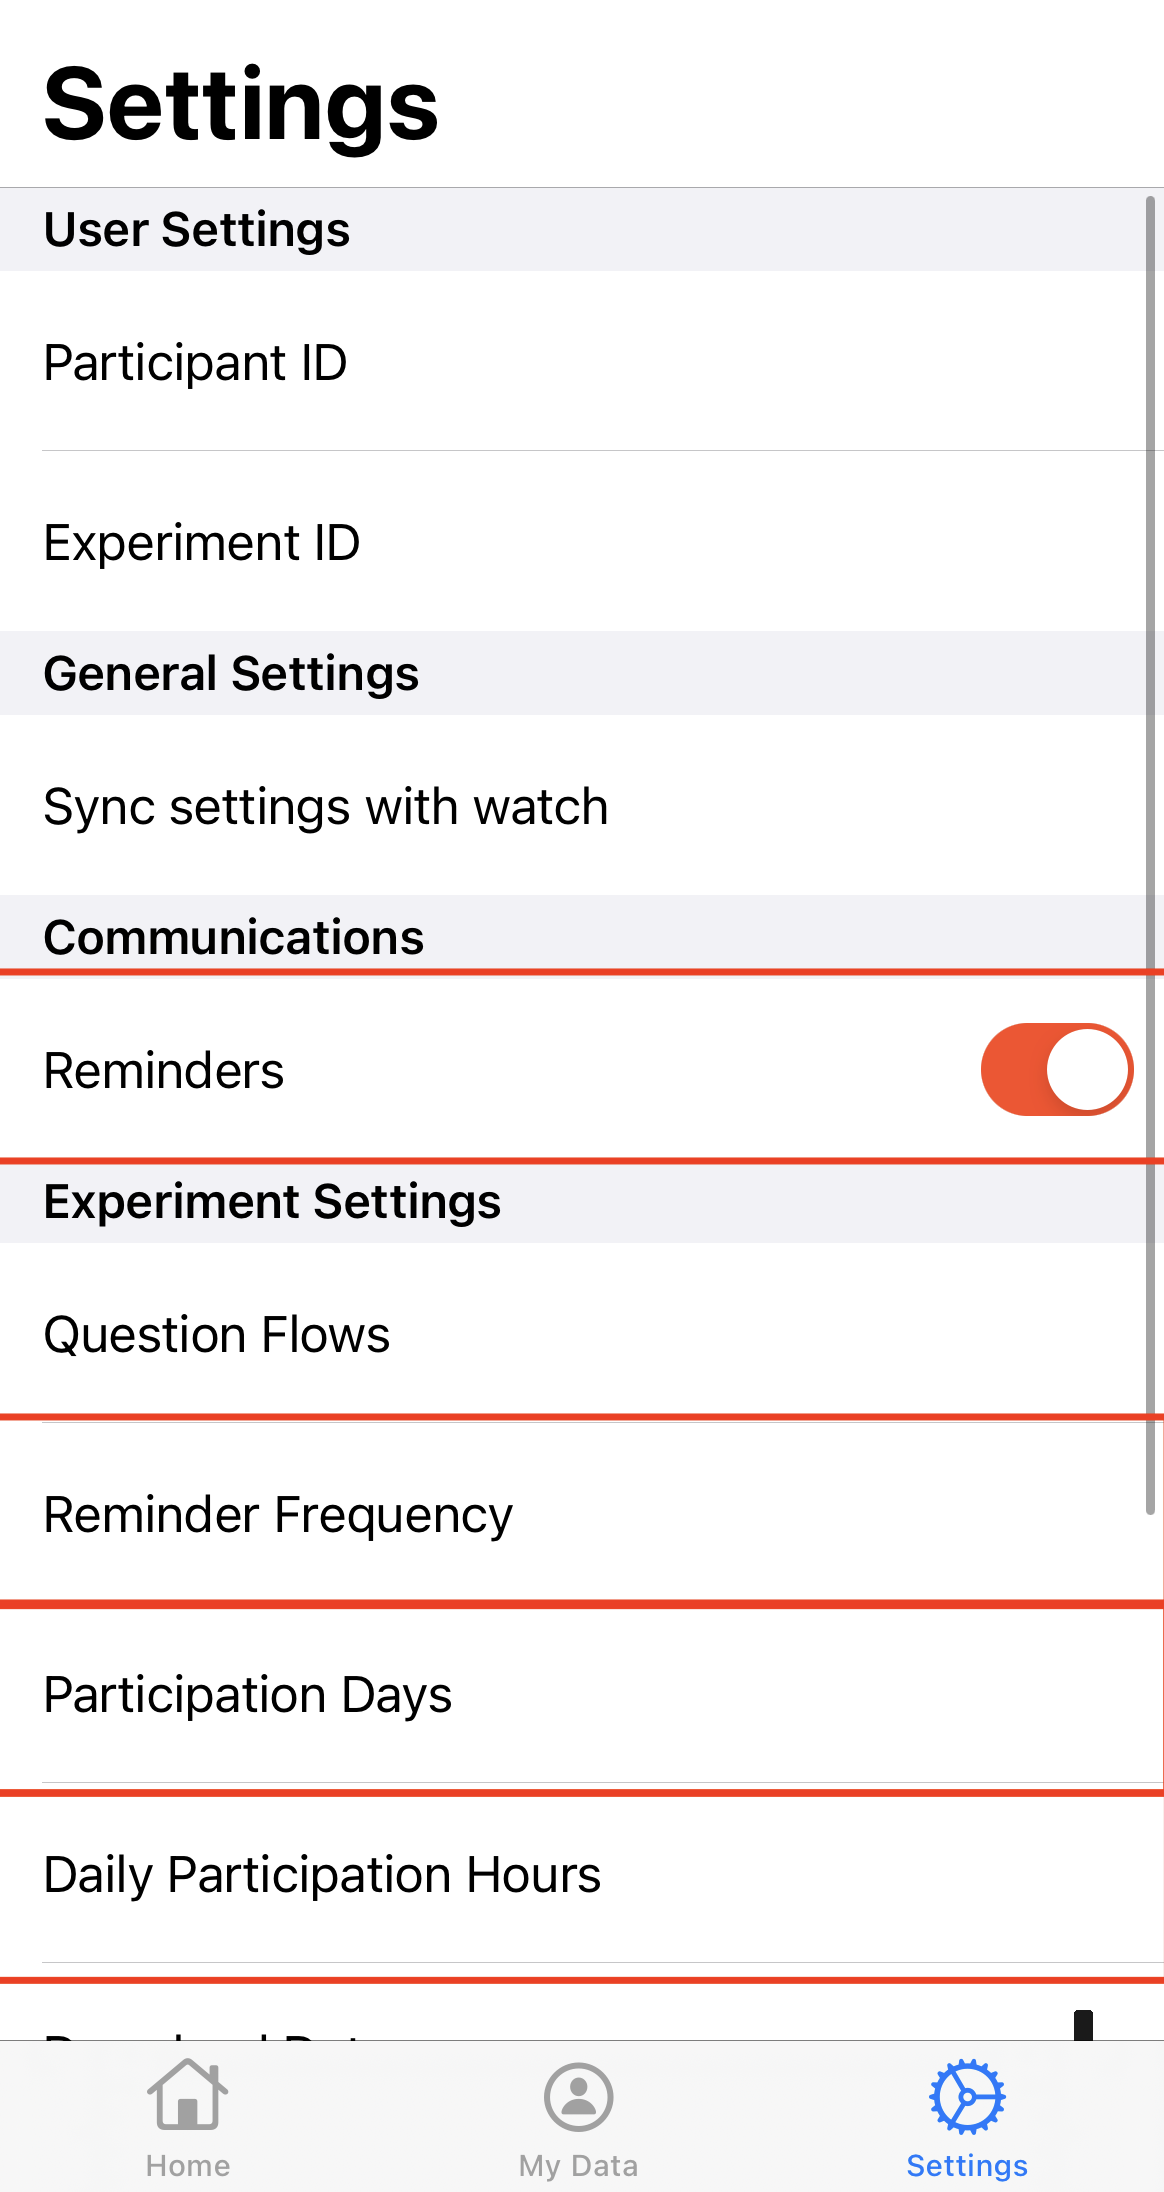 Settings
User Settings
Participant ID
Experiment ID
General Settings
Sync settings with watch
Communications
Reminders
Experiment Settings
Question Flows
Reminder Frequency
Participation Days
Daily Participation Hours
Home
My Data
Settings